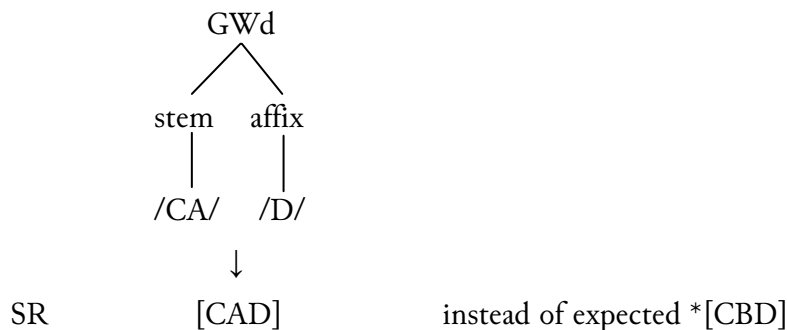 GWd
stem affix
/CA/ /D/
↓
SR [CAD] instead of expected *[CBD]